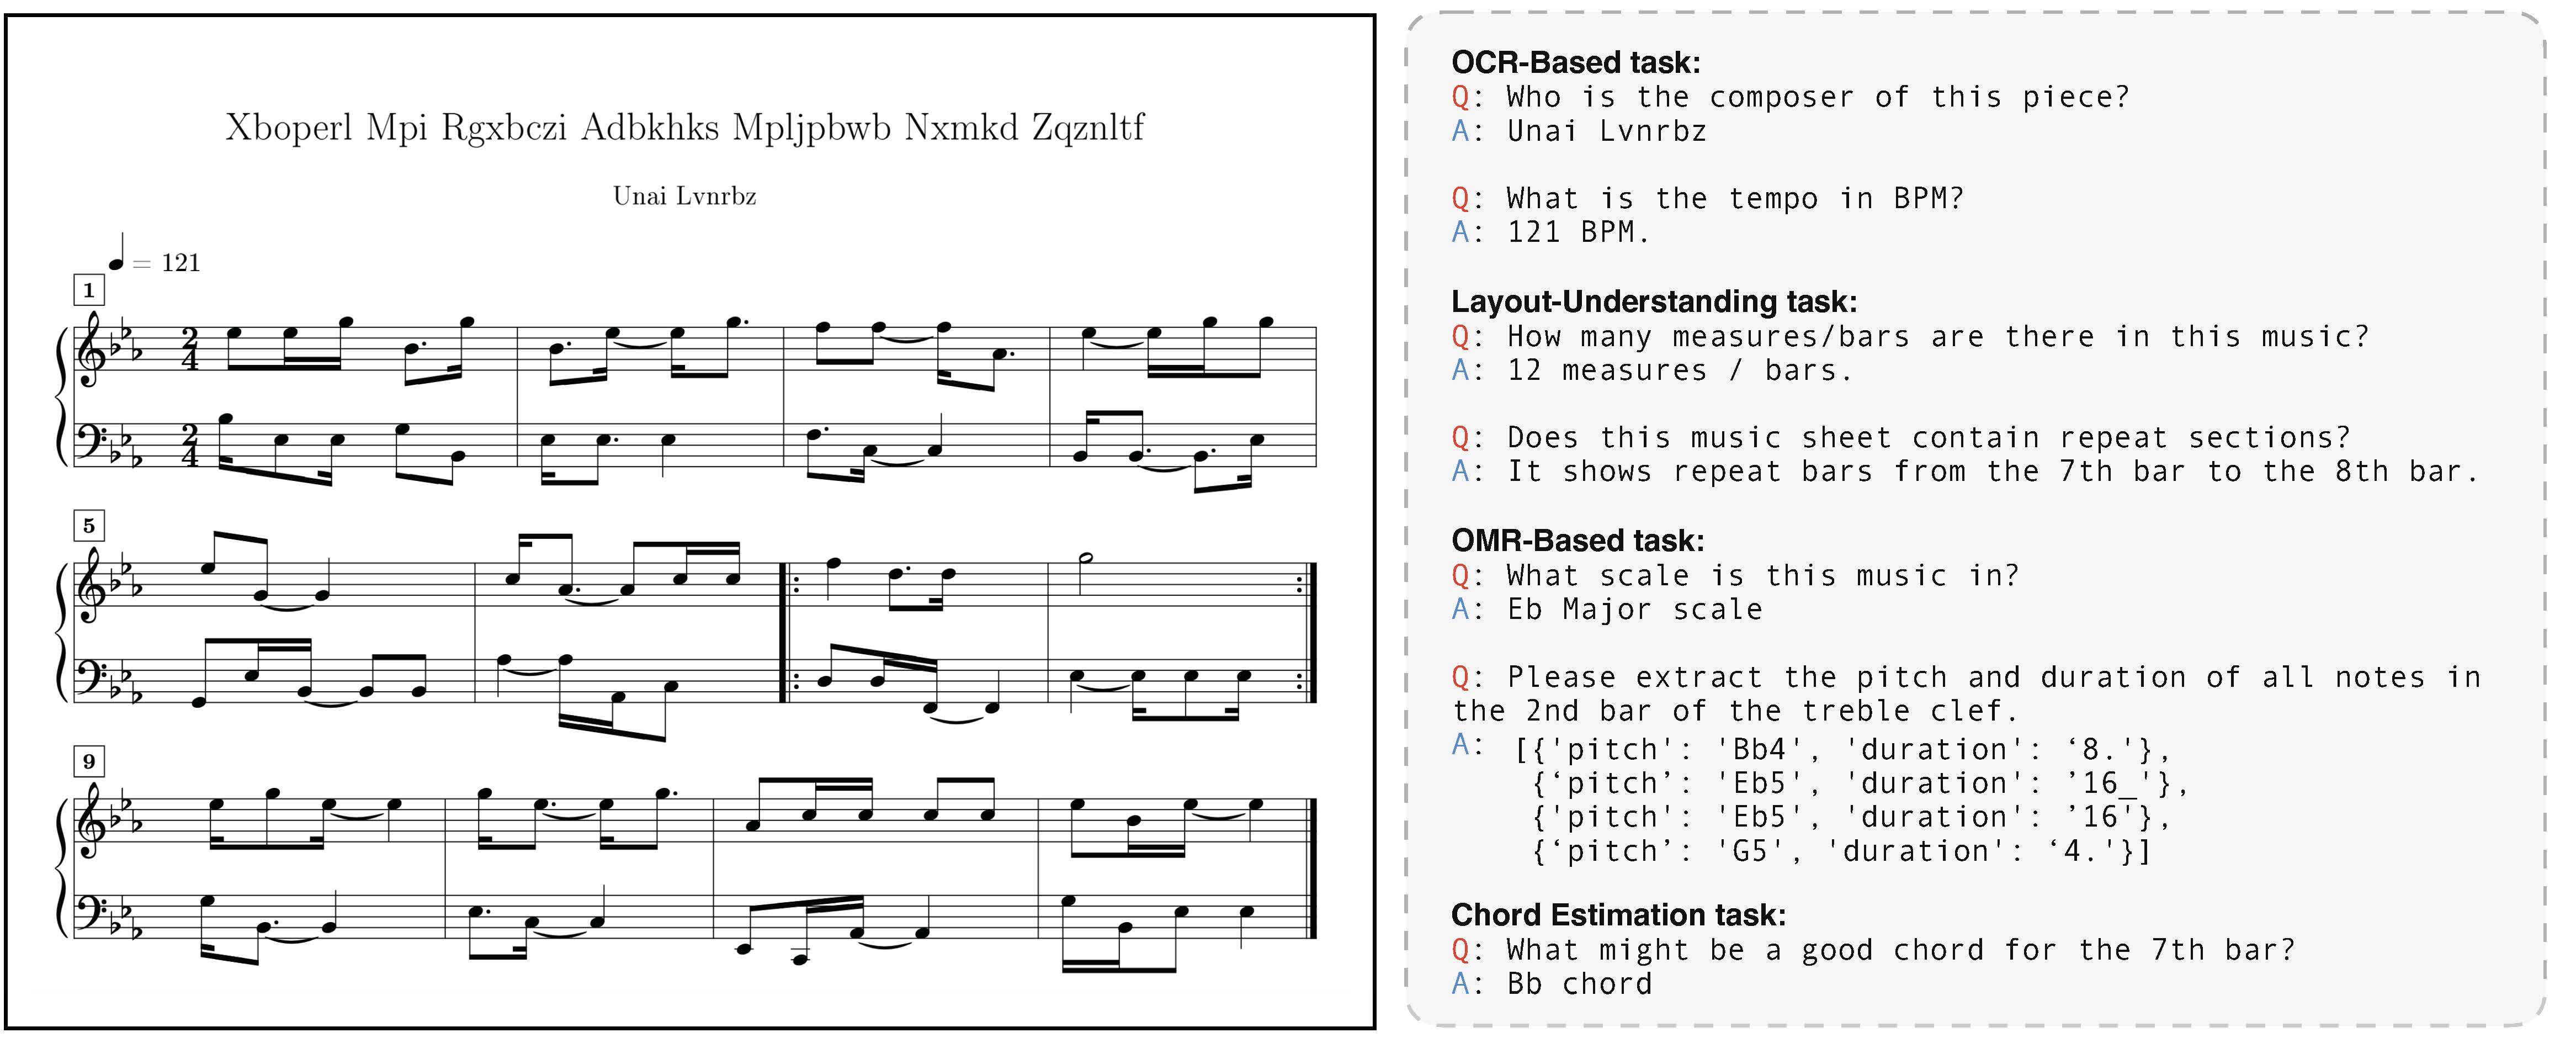 Xboperl Mpi Rgxbczi Adbkhks Mpljpbwb Nxmkd Zqznltf
Unai Lvnrbz
= 121
1
2
4
2
4
5
9
OCR-Based task:
Q: Who is the composer of this piece?
A: Unai Lvnrbz
Q: What is the tempo in BPM?
A: 121 BPM.
Layout-Understanding task:
Q: How many measures/bars are there in this music?
A: 12 measures / bars.
Q: Does this music sheet contain repeat sections?
A: It shows repeat bars from the 7th bar to the 8th bar.
OMR-Based task:
Q: What scale is this music in?
A: Eb Major scale
Q: Please extract the pitch and duration of all notes in
the 2nd bar of the treble clef.
A: [{'pitch': 'Bb4', 'duration': ‘8.'},
{‘pitch’: 'Eb5', 'duration': ’16_'},
{'pitch': 'Eb5', 'duration': ’16'},
{‘pitch’: 'G5', 'duration': ‘4.'}]
Chord Estimation task:
Q: What might be a good chord for the 7th bar?
A: Bb chord